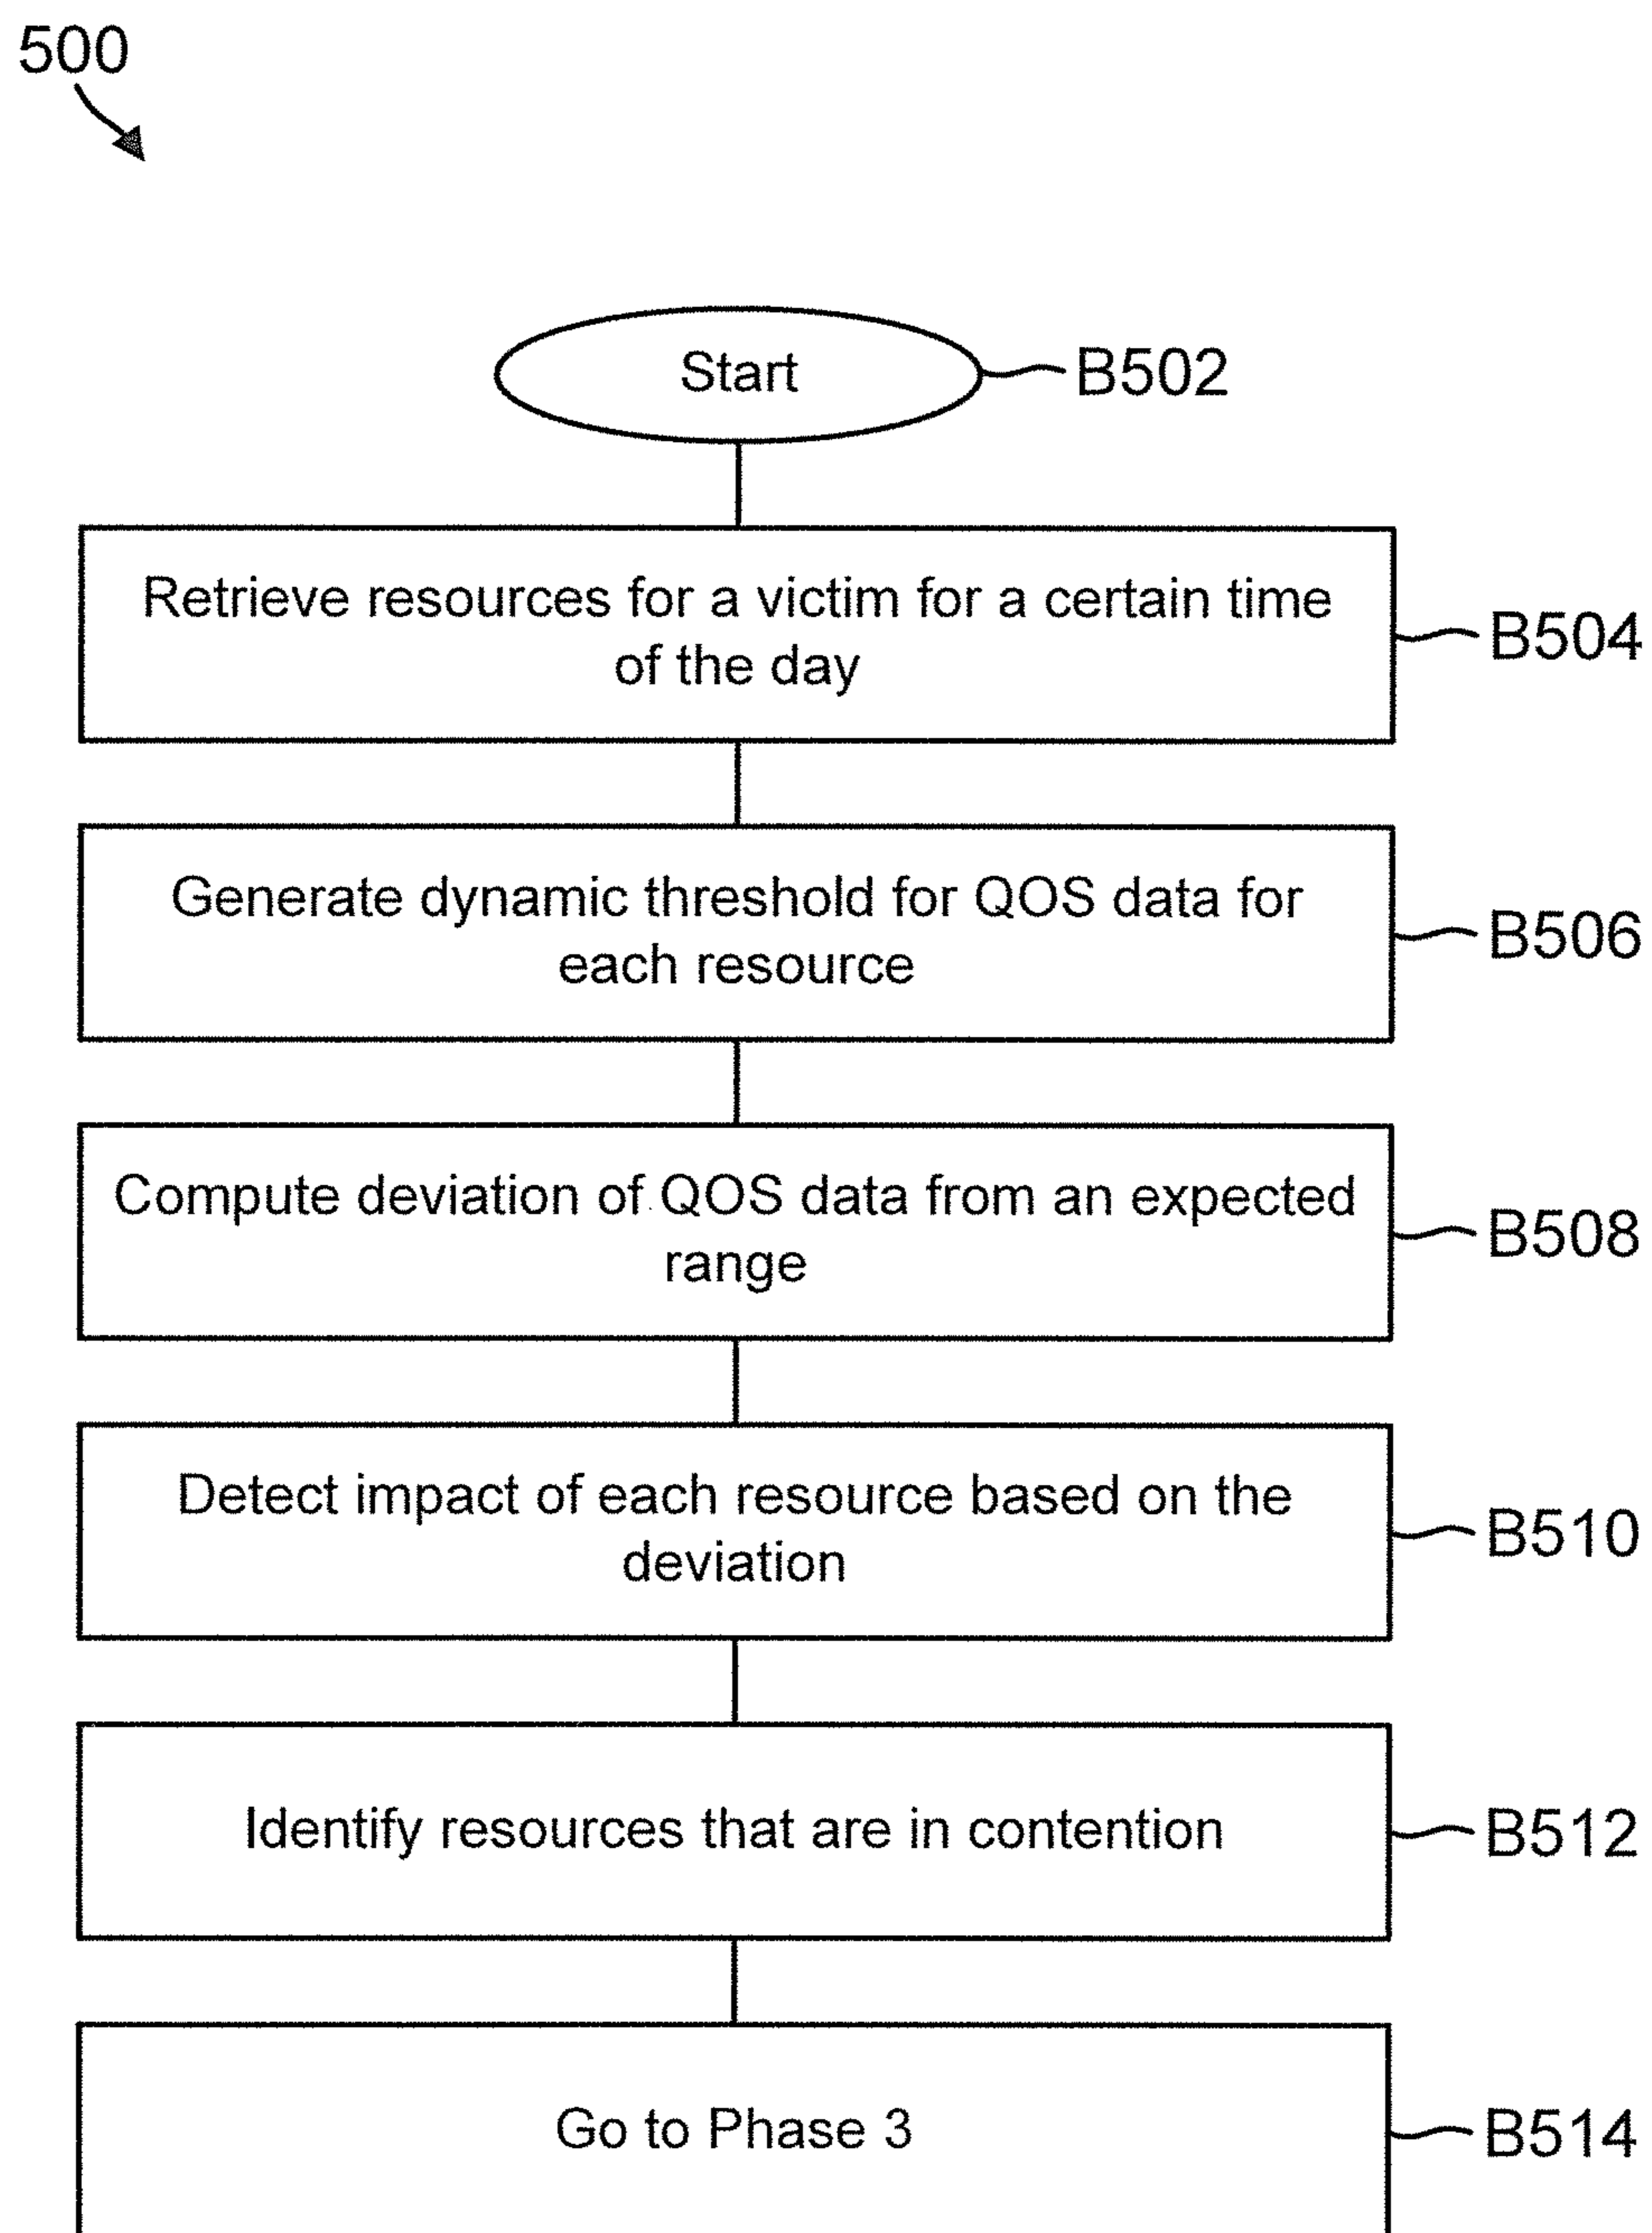 500
Start
B502
Retrieve resources for a victim for a certain time
of the day
B504
Generate dynamic threshold for QOS data for
each resource
B506
Compute deviation of QOS data from an expected
range
B508
Detect impact of each resource based on the
deviation
B510
Identify resources that are in contention
B512
Go to Phase 3
B514